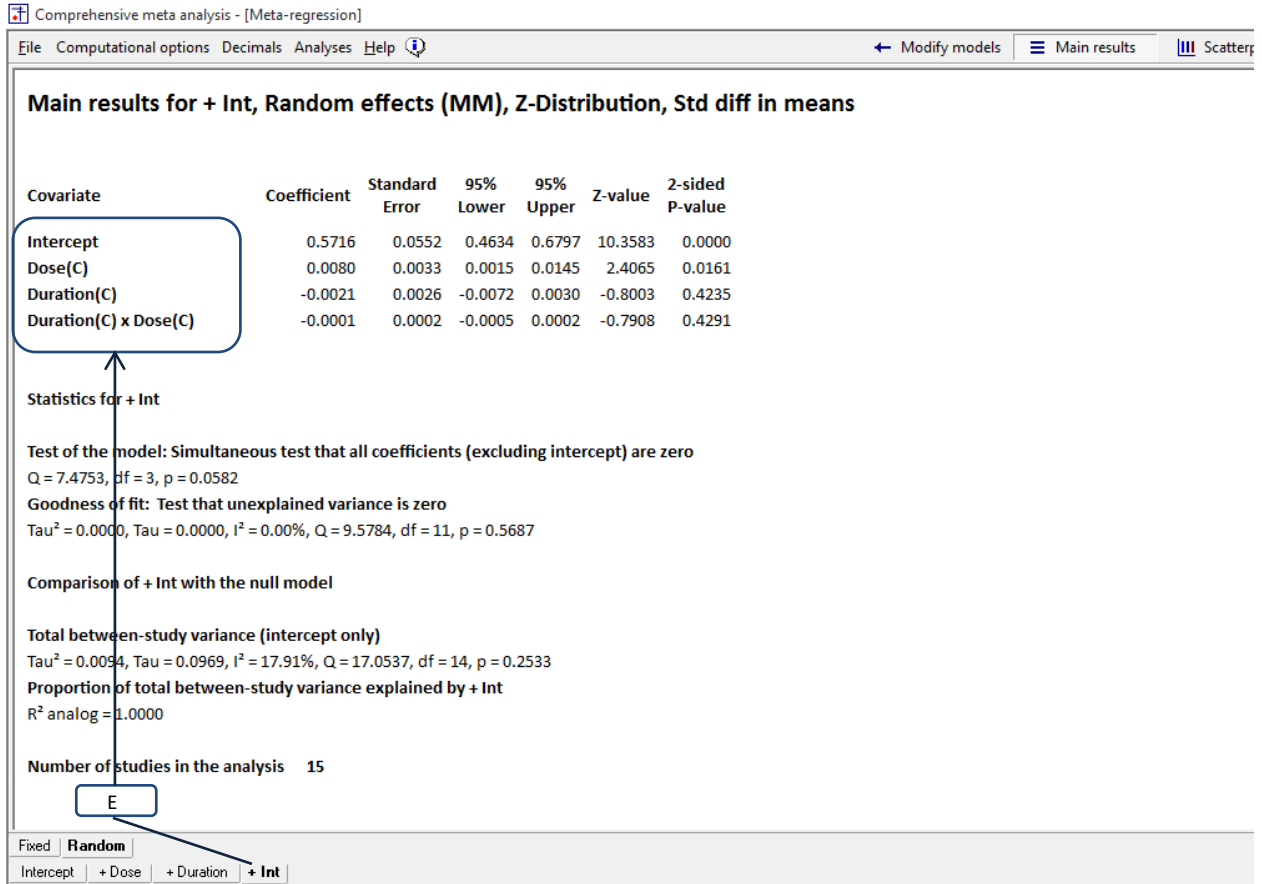 Comprehensive meta analysis - [Meta-regression]
File Computational options Decimals Analyses Help Modify models Main results Scatterp
Main results for + Int, Random effects (MM), Z-Distribution, Std diff in means
Covariate Coefficient Standard Error 95% Lower 95% Upper Z-value 2-sided P-value
Intercept 0.5716 0.0552 0.4634 0.6797 10.3583 0.0000
Dose(C) 0.0080 0.0033 0.0015 0.0145 2.4065 0.0161
Duration(C) -0.0021 0.0026 -0.0072 0.0030 -0.8003 0.4235
Duration(C) x Dose(C) -0.0001 0.0002 -0.0005 0.0002 -0.7908 0.4291
Statistics for + Int
Test of the model: Simultaneous test that all coefficients (excluding intercept) are zero
Q = 7.4753, df = 3, p = 0.0582
Goodness of fit: Test that unexplained variance is zero
Tau² = 0.0000, Tau = 0.0000, I² = 0.00%, Q = 9.5784, df = 11, p = 0.5687
Comparison of + Int with the null model
Total between-study variance (intercept only)
Tau² = 0.0094, Tau = 0.0969, I² = 17.91%, Q = 17.0537, df = 14, p = 0.2533
Proportion of total between-study variance explained by + Int
R² analog = 1.0000
Number of studies in the analysis 15
E
Fixed Random
Intercept + Dose + Duration + Int